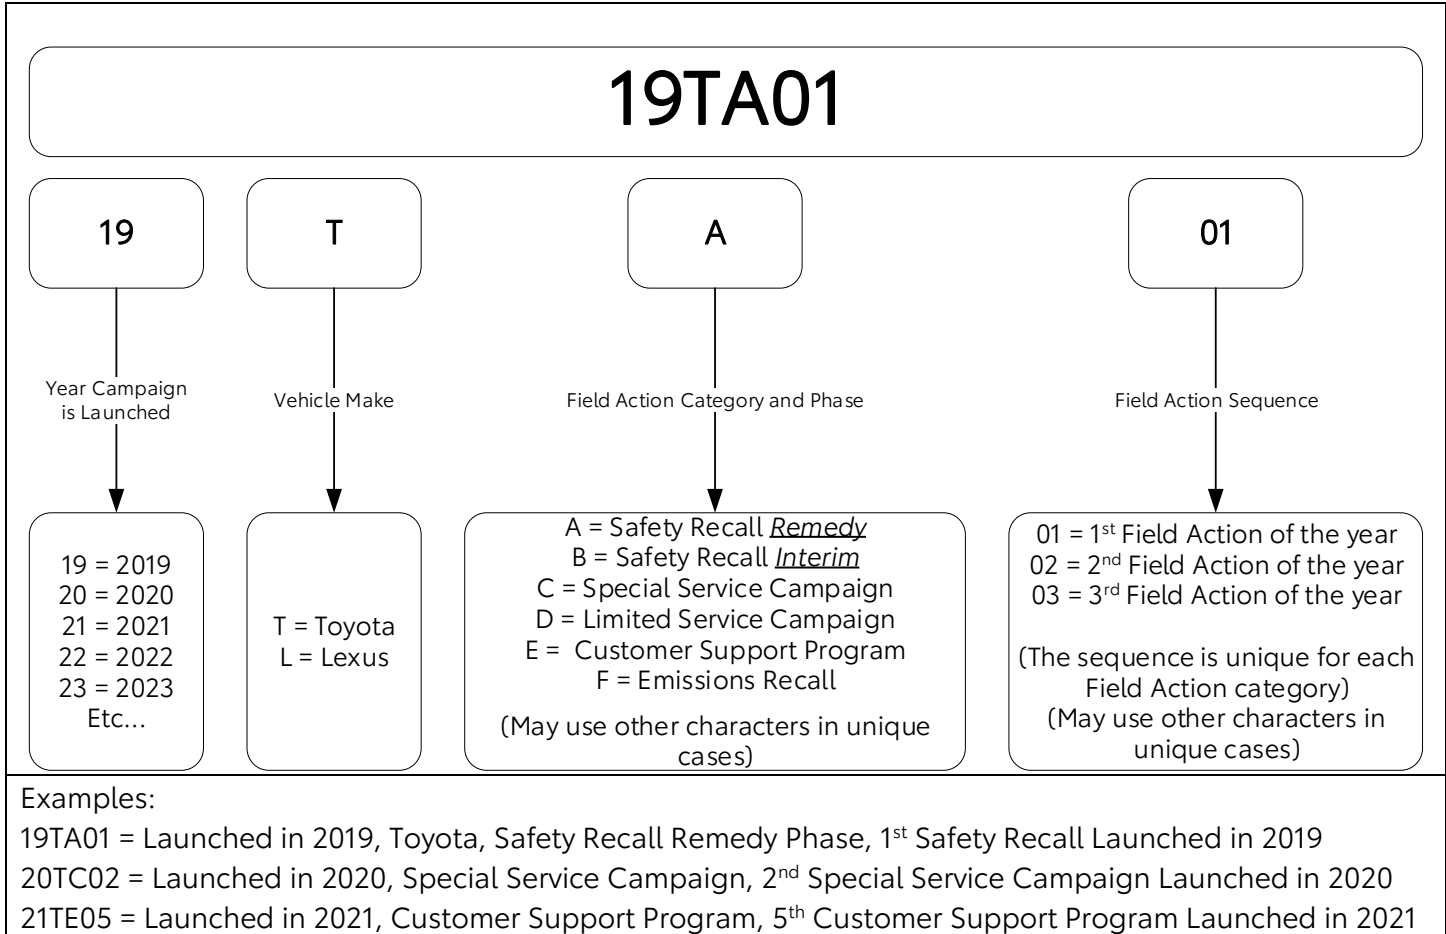 19TA01
19
T
A
01
Year Campaign
is Launched
Vehicle Make
Field Action Category and Phase
Field Action Sequence
19 = 2019
20 = 2020
21 = 2021
22 = 2022
23 = 2023
Etc...
T = Toyota
L = Lexus
A = Safety Recall Remedy
B = Safety Recall Interim
C = Special Service Campaign
D = Limited Service Campaign
E =  Customer Support Program
F = Emissions Recall
(May use other characters in unique
cases)
01 = 1st Field Action of the year
02 = 2nd Field Action of the year
03 = 3rd Field Action of the year
(The sequence is unique for each
Field Action category)
(May use other characters in
unique cases)
Examples:
19TA01 = Launched in 2019, Toyota, Safety Recall Remedy Phase, 1st Safety Recall Launched in 2019
20TC02 = Launched in 2020, Special Service Campaign, 2nd Special Service Campaign Launched in 2020
21TE05 = Launched in 2021, Customer Support Program, 5th Customer Support Program Launched in 2021